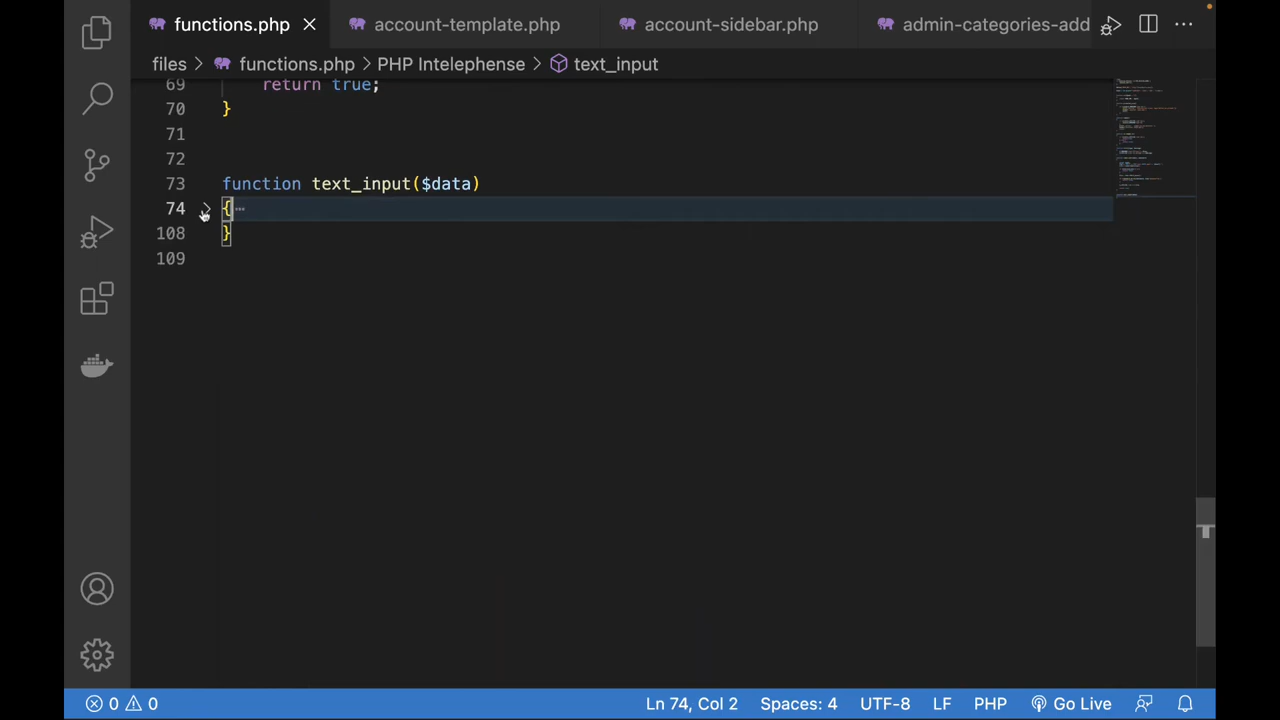 functions.php
account-template.php
account-sidebar.php
admin-categories-add
files > functions.php > PHP Intelephense > text_input
69 return true;
70 }
71
72
73 function text_input($data)
74 > { ···
108 }
109
0 0
Ln 74, Col 2
Spaces: 4
UTF-8
LF
PHP
Go Live